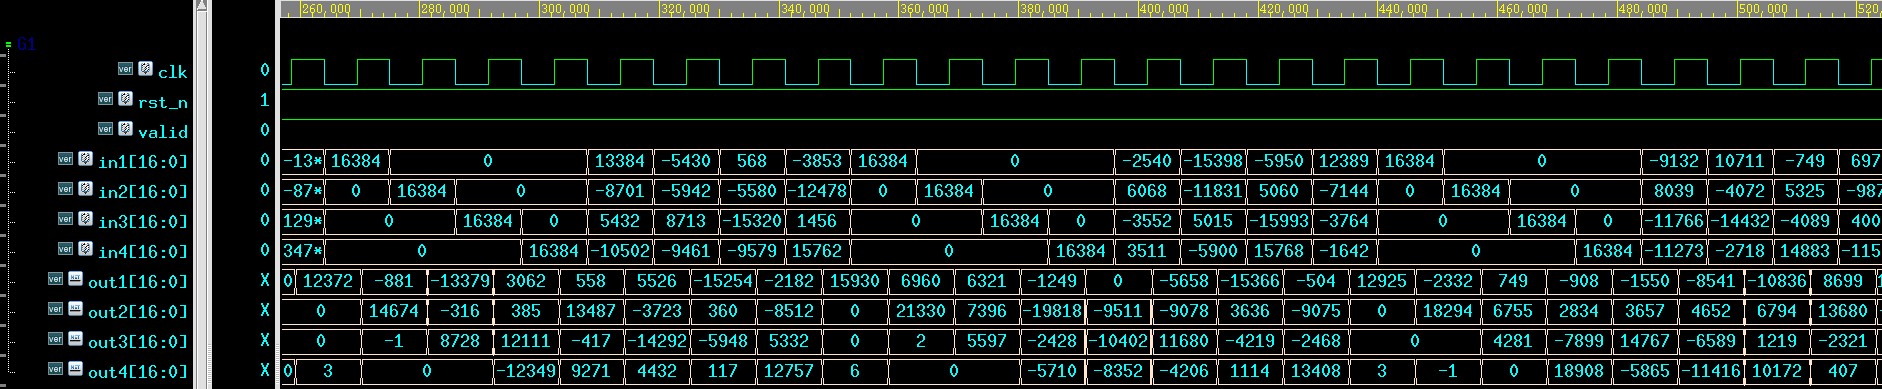 260,000 280,000 300,000 320,000 340,000 360,000 380,000 400,000 420,000 440,000 460,000 480,000 500,000 520,
G1
ver clk 0
ver rst_n 1
ver valid 0
ver in1[16:0] 0 -13* 16384 0 13384 -5430 568 -3853 16384 0 -2540 -15398 -5950 12389 16384 0 -9132 10711 -749 697
ver in2[16:0] 0 -87* 0 16384 0 -8701 -5942 -5580 -12478 0 16384 0 6068 -11831 5060 -7144 0 16384 0 8039 -4072 5325 -987
ver in3[16:0] 0 129* 0 16384 0 5432 8713 -15320 1456 0 16384 0 -3552 5015 -15993 -3764 0 16384 0 -11766 -14432 -4089 400
ver in4[16:0] 0 347* 0 16384 -10502 -9461 -9579 15762 0 16384 3511 -5900 15768 -1642 0 16384 -11273 -2718 14883 -115
ver out1[16:0] X 0 12372 -881 -13379 3062 558 5526 -15254 -2182 15930 6960 6321 -1249 0 -5658 -15366 -504 12925 -2332 749 -908 -1550 -8541 -10836 8699
ver out2[16:0] X 0 14674 -316 385 13487 -3723 360 -8512 0 21330 7396 -19818 -9511 -9078 3636 -9075 0 18294 6755 2834 3657 4652 6794 13680
ver out3[16:0] X 0 -1 8728 12111 -417 -14292 -5948 5332 0 2 5597 -2428 -10402 11680 -4219 -2468 0 4281 -7899 14767 -6589 1219 -2321
ver out4[16:0] X 0 3 0 -12349 9271 4432 117 12757 6 0 -5710 -8352 -4206 1114 13408 3 -1 0 18908 -5865 -11416 10172 407